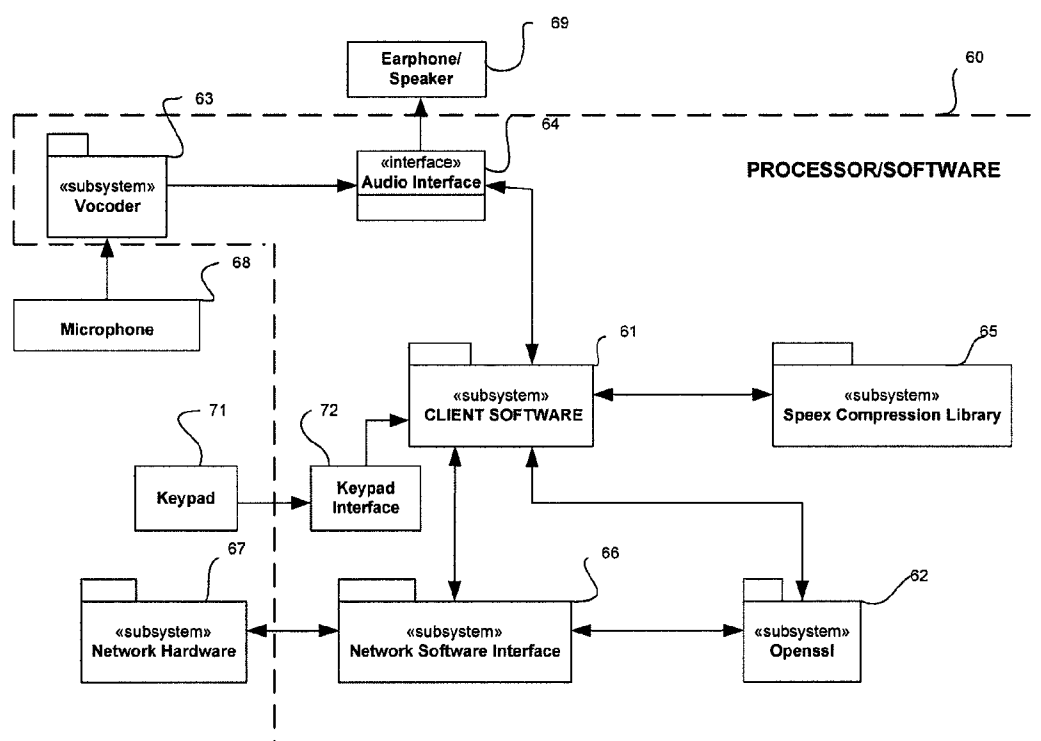 69
Earphone/
Speaker
60
63
64
«interface»
Audio Interface
PROCESSOR/SOFTWARE
«subsystem»
Vocoder
68
Microphone
61
65
«subsystem»
CLIENT SOFTWARE
«subsystem»
Speex Compression Library
71
72
Keypad
Keypad
Interface
67
66
62
«subsystem»
Network Hardware
«subsystem»
Network Software Interface
«subsystem»
Openssl